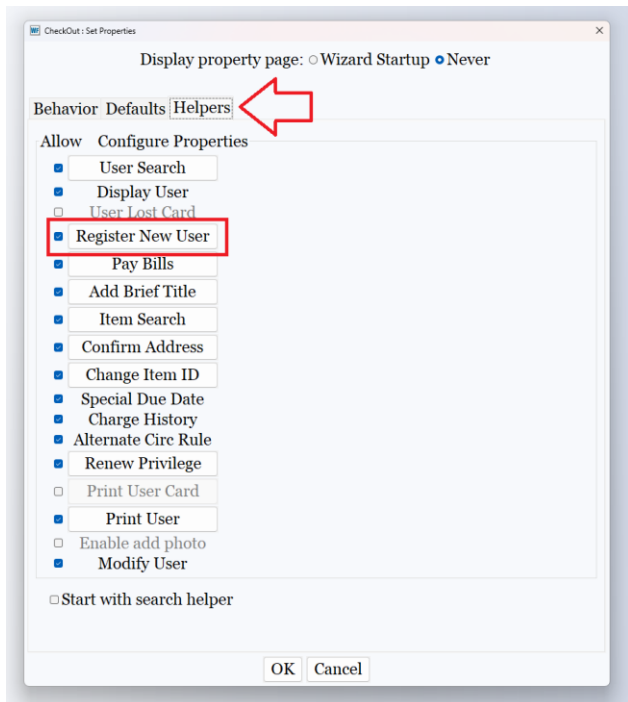 WF CheckOut : Set Properties
Display property page: Wizard Startup Never
Behavior Defaults Helpers
Allow Configure Properties
User Search
Display User
User Lost Card
Register New User
Pay Bills
Add Brief Title
Item Search
Confirm Address
Change Item ID
Special Due Date
Charge History
Alternate Circ Rule
Renew Privilege
Print User Card
Print User
Enable add photo
Modify User
Start with search helper
OK Cancel